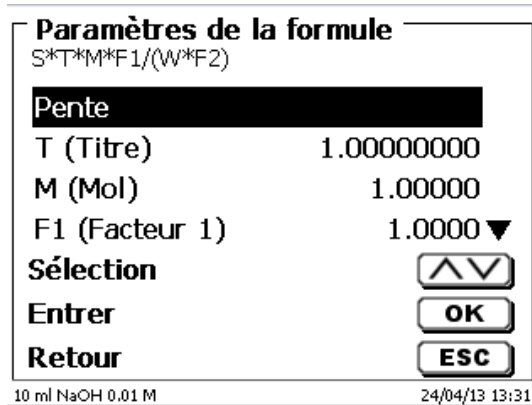 Paramètres de la formule
S*T*M*F1/(W*F2)
Pente
T (Titre) 1.00000000
M (Mol) 1.00000
F1 (Facteur 1) 1.0000
Sélection
Entrer OK
Retour ESC
10 ml NaOH 0.01 M 24/04/13 13:31